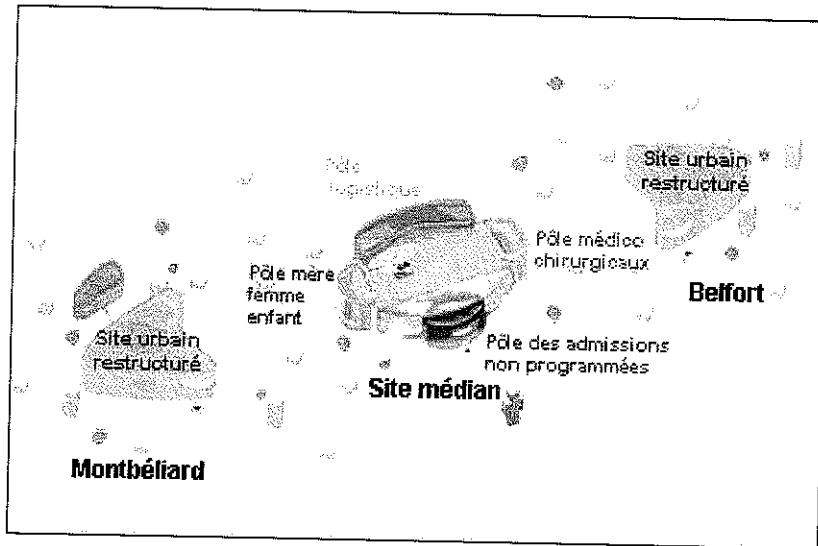 Site urbain
restructuré
Belfort
Pôle
logistique
Pôle médico
chirurgicaux
Pôle mère
femme
enfant
Pôle des admissions
non programmées
Site médian
Site urbain
restructuré
Montbéliard